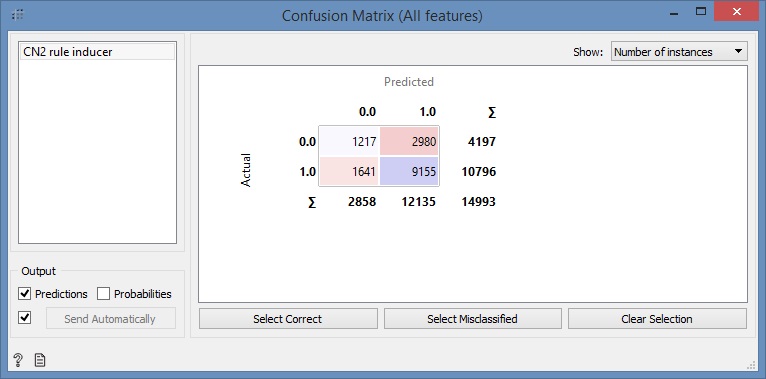 Confusion Matrix (All features)
CN2 rule inducer
Show: Number of instances
Predicted
0.0 1.0 Σ
Actual
0.0 1217 2980 4197
1.0 1641 9155 10796
Σ 2858 12135 14993
Output
Predictions Probabilities
Send Automatically
Select Correct Select Misclassified Clear Selection
?